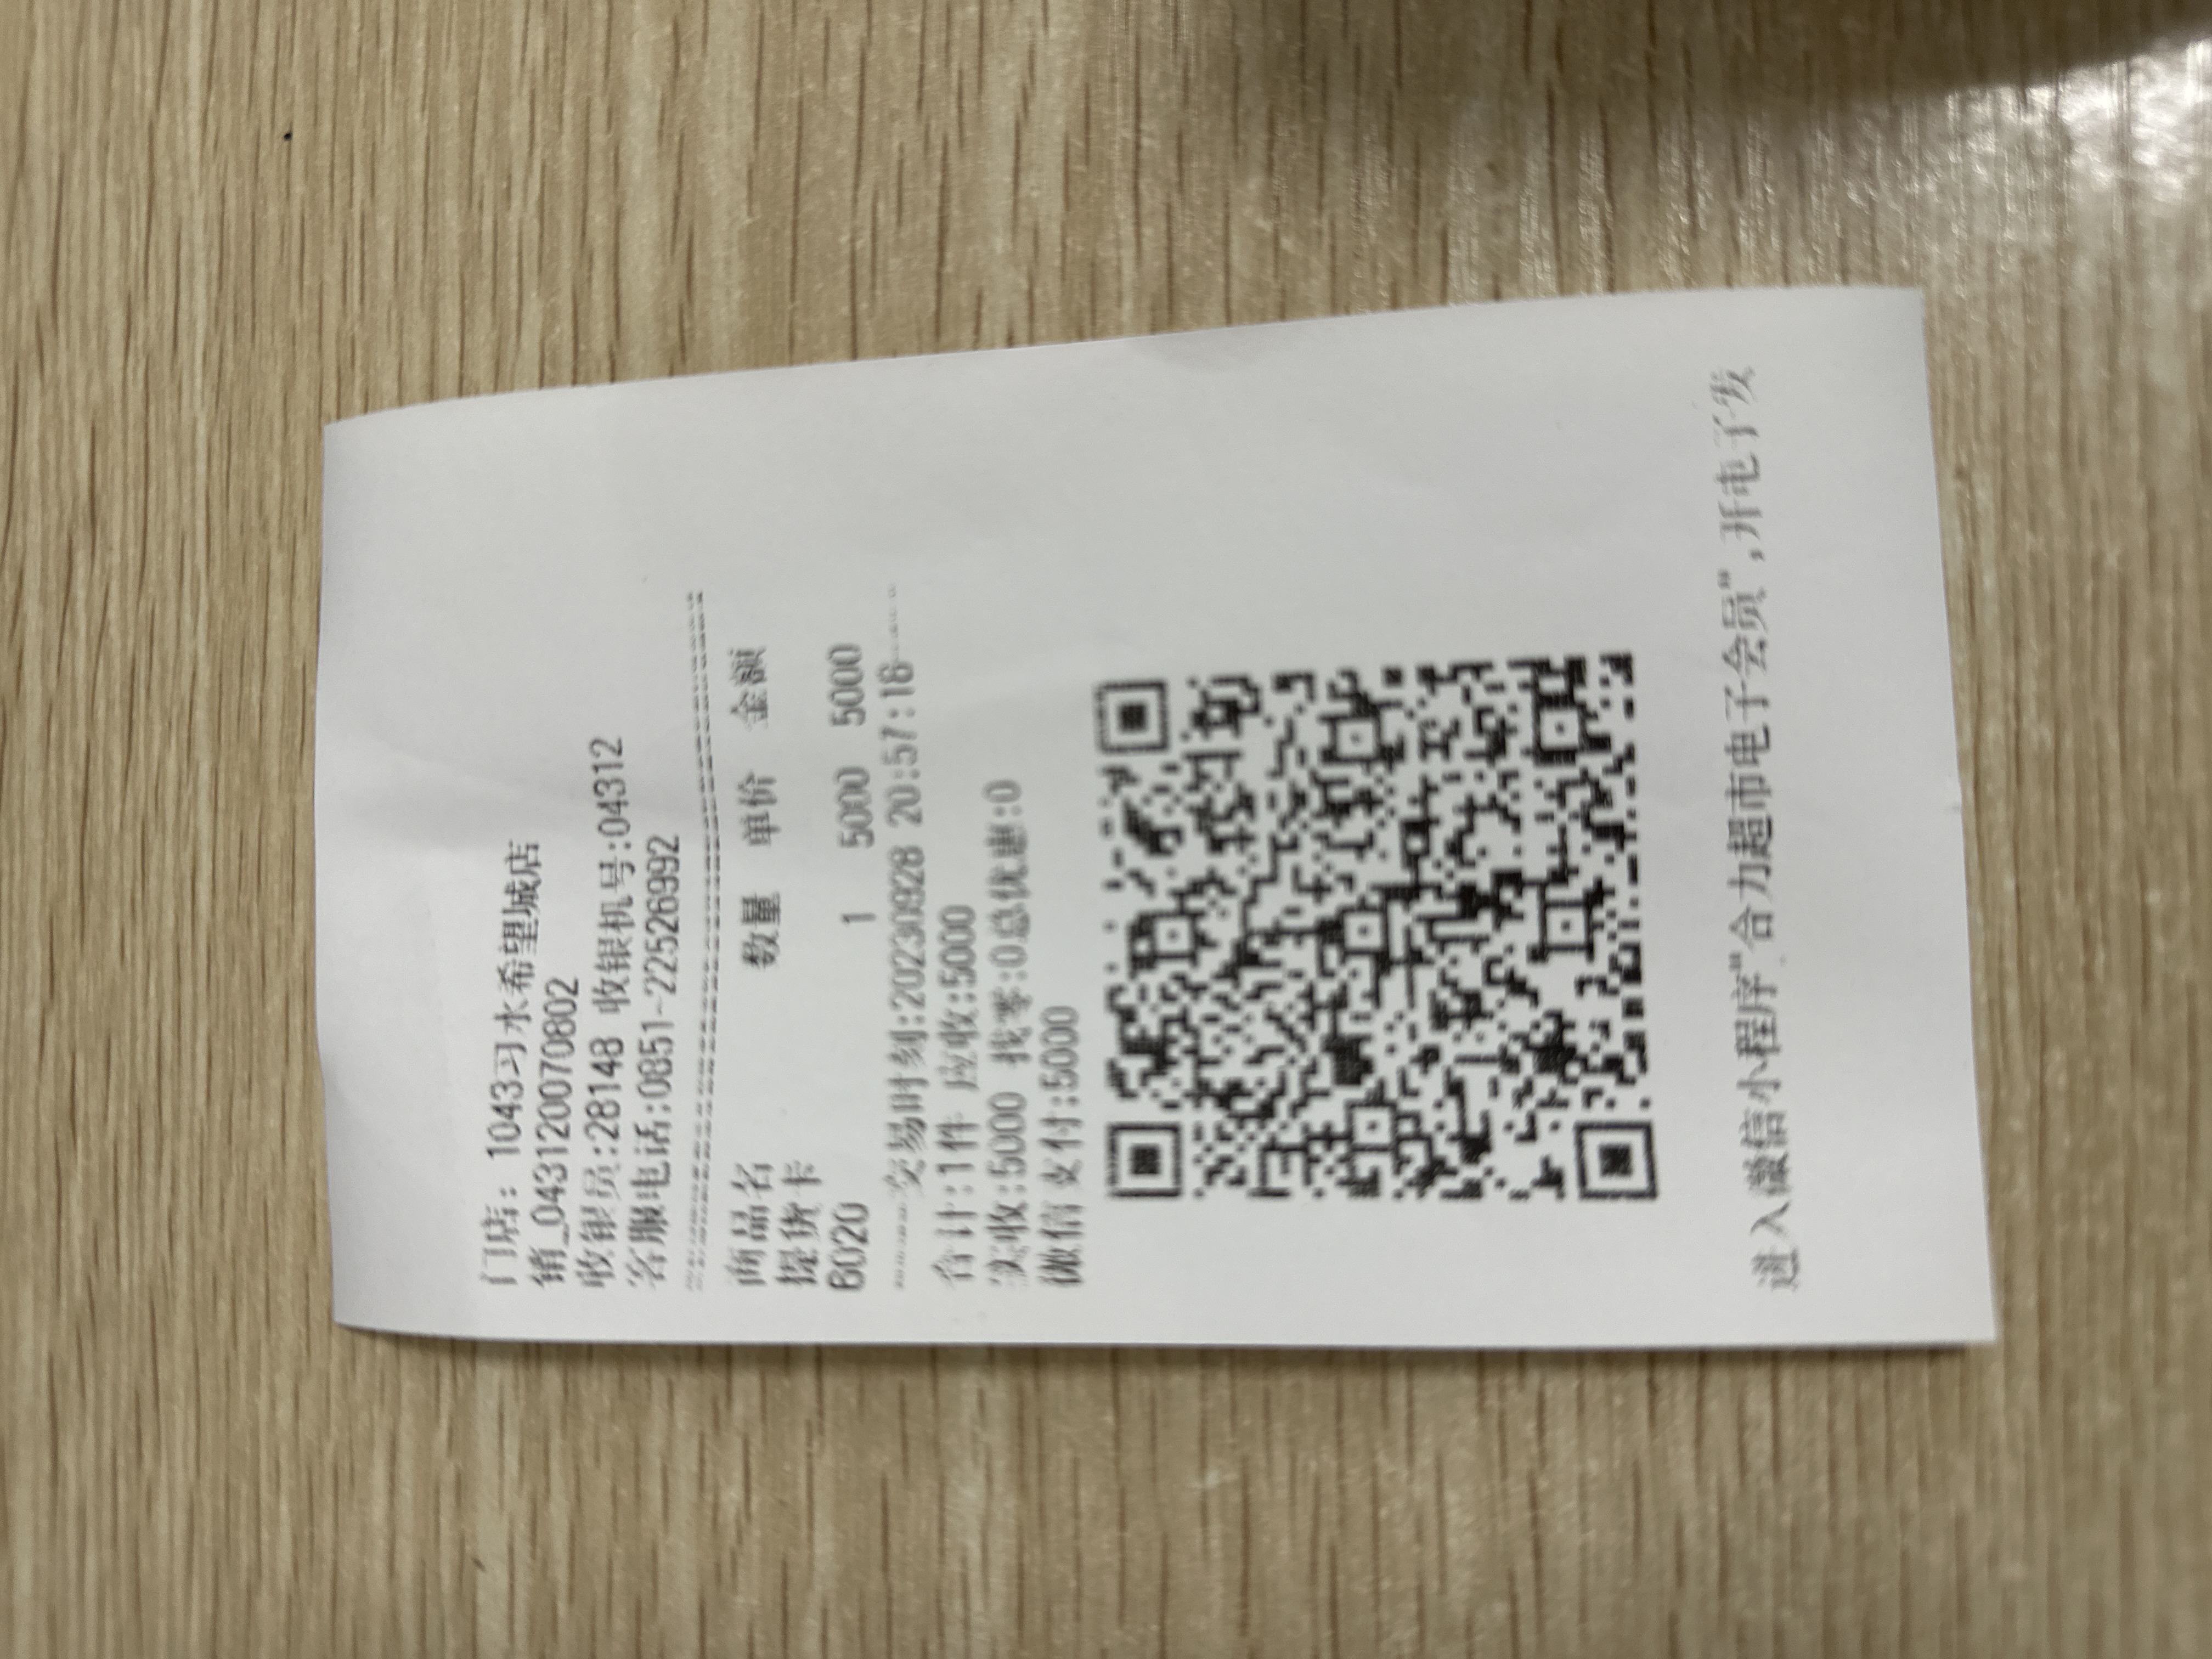 门店: 1043习水希望城店
销_0431200070802
收银员:28148 收银机号:04312
客服电话:0851-22526992
商品名 数量 单价 金额
提货卡
6020 1 5000 5000
交易时刻:20230928 20:57:18
合计:1件 应收:5000
实收:5000 找零:0总优惠:0
微信支付:5000
进入微信小程序"合力超市电子会员",开电子发